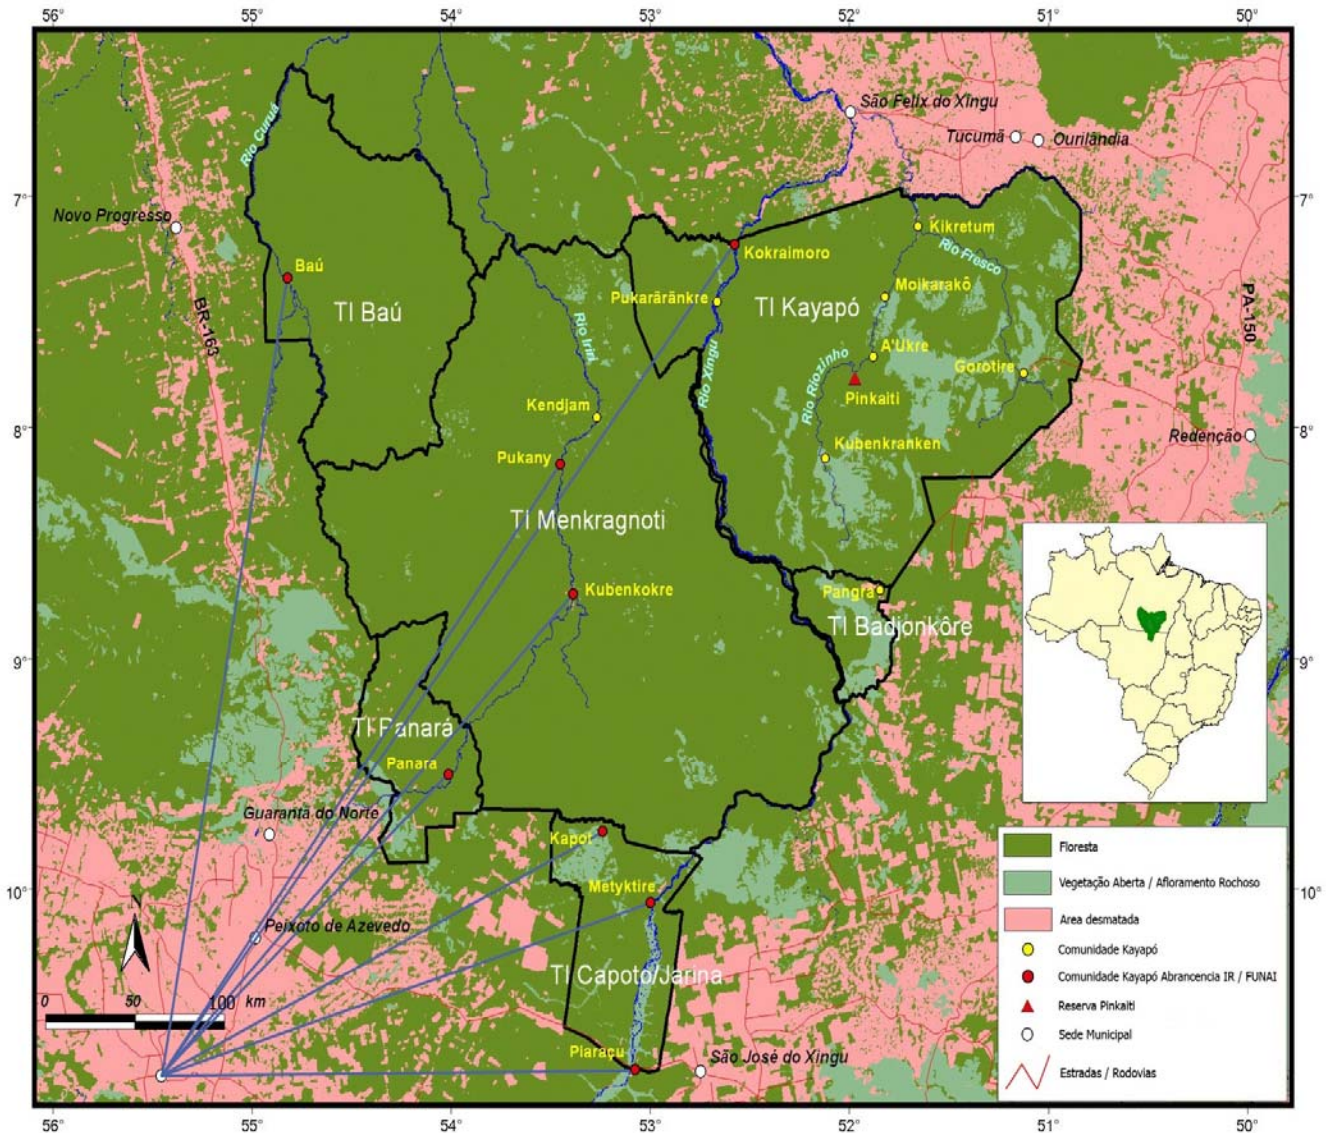 56°
55°
54°
53°
52°
51°
50°
São Felix do Xingu
Tucumã
Ourilândia
Rio Curuá
7°
7°
Novo Progresso
Kikretum
Kokraimoro
Rio Fresco
Baú
Moikarakõ
Pukarãrãnkre
TI Baú
TI Kayapó
BR-163
PA-150
Rio Iriri
Rio Xingu
Rio Riozinho
A'Ukre
Gorotire
Pinkaiti
Kendjam
8°
8°
Redenção
Kubenkranken
Pukany
TI Menkragnoti
Kubenkokre
Pangra
TI Badjonkôre
9°
9°
TI Panará
Panara
Guarantã do Norte
Kapot
10°
10°
Metyktire
N
Peixoto de Azevedo
TI Capoto/Jarina
0 50 100 km
Piaraçu
São José do Xingu
Floresta
Vegetação Aberta / Afloramento Rochoso
Area desmatada
Comunidade Kayapó
Comunidade Kayapó Abrancencia IR / FUNAI
Reserva Pinkaiti
Sede Municipal
Estradas / Rodovias
56°
55°
54°
53°
52°
51°
50°